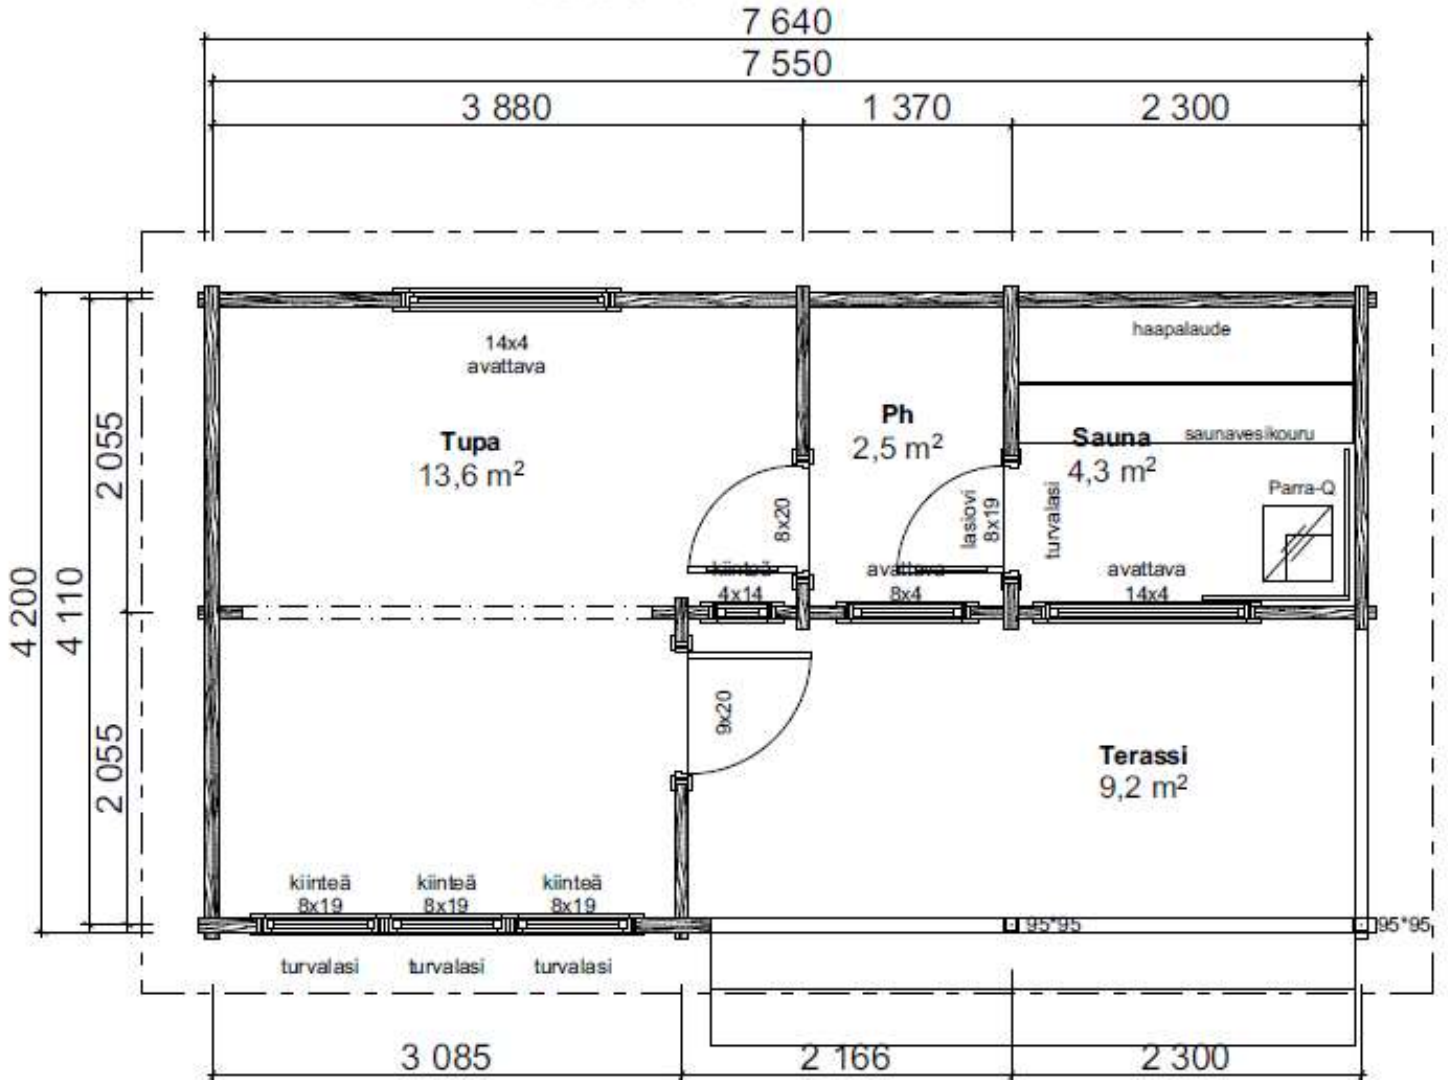 7 640
7 550
3 880
1 370
2 300
14x4
avattava
haapalaude
Tupa
13,6 m²
Ph
2,5 m²
Sauna
4,3 m²
saunavesikouru
Parra-Q
8x20
lasiovi
8x19
turvalasi
kiinteä
4x14
avattava
8x4
avattava
14x4
2 055
4 200
4 110
2 055
9x20
Terassi
9,2 m²
kiinteä
8x19
kiinteä
8x19
kiinteä
8x19
95*95
95*95
turvalasi
turvalasi
turvalasi
3 085
2 166
2 300